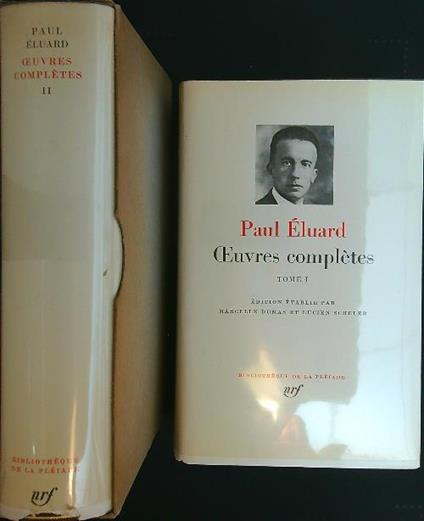 PAUL
ÉLUARD
ŒUVRES
COMPLÈTES
II
BIBLIOTHÈQUE
DE LA PLÉIADE
nrf
Paul Éluard
Œuvres complètes
TOME I
ÉDITION ÉTABLIE PAR
MARCELLE DUMAS ET LUCIEN SCHELER
BIBLIOTHÈQUE DE LA PLÉIADE
nrf